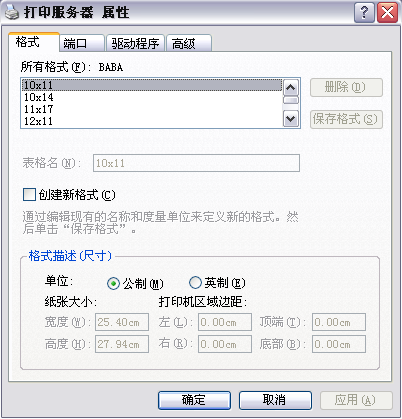 打印服务器 属性
格式 端口 驱动程序 高级
所有格式(F): BABA
10x11
10x14
11x17
12x11
删除(D)
保存格式(S)
表格名(N): 10x11
创建新格式(C)
通过编辑现有的名称和度量单位来定义新的格式。然
后单击“保存格式”。
格式描述(尺寸)
单位: 公制(M) 英制(E)
纸张大小: 打印机区域边距:
宽度(W): 25.40cm 左(L): 0.00cm 顶端(T): 0.00cm
高度(H): 27.94cm 右(R): 0.00cm 底部(B): 0.00cm
确定 取消 应用(A)